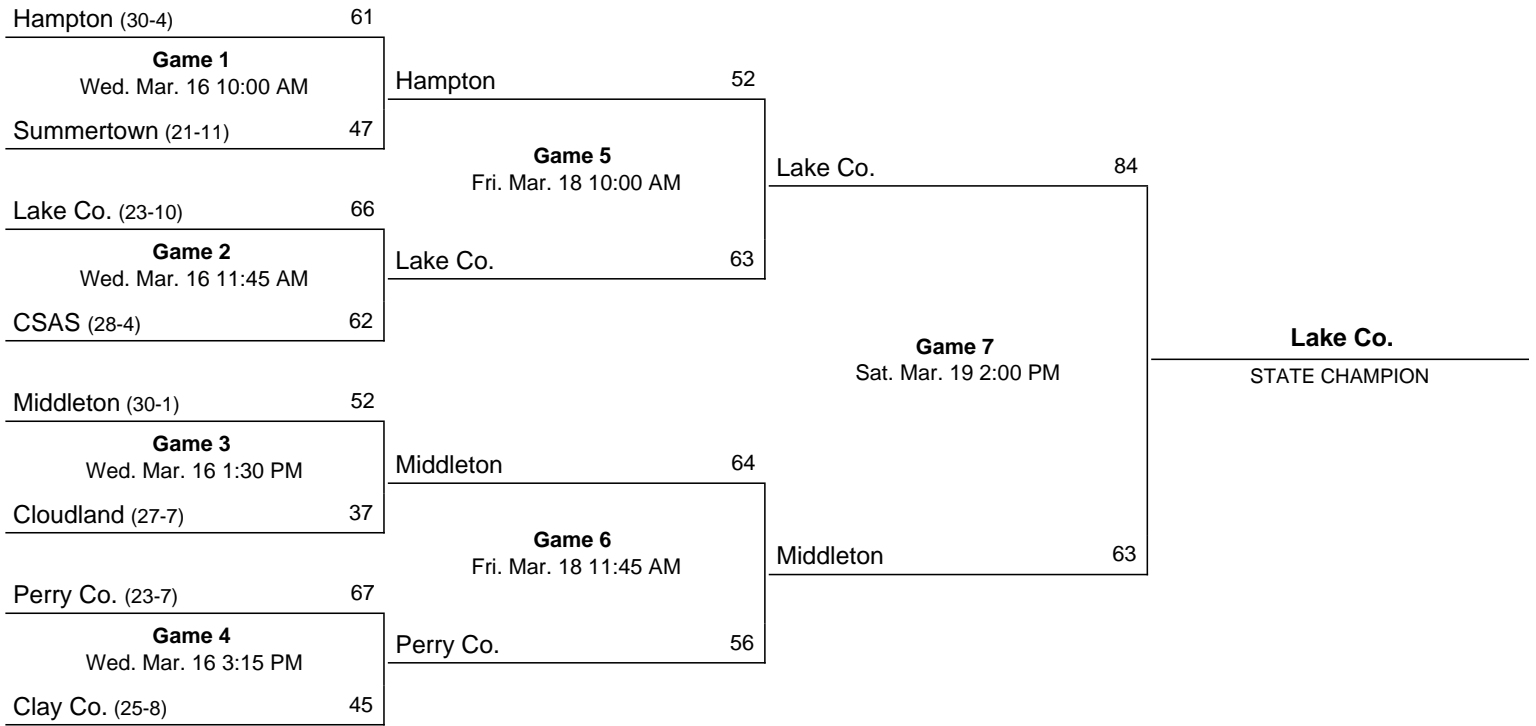 Hampton (30-4) 61
Game 1
Wed. Mar. 16 10:00 AM
Summertown (21-11) 47
Lake Co. (23-10) 66
Game 2
Wed. Mar. 16 11:45 AM
CSAS (28-4) 62
Middleton (30-1) 52
Game 3
Wed. Mar. 16 1:30 PM
Cloudland (27-7) 37
Perry Co. (23-7) 67
Game 4
Wed. Mar. 16 3:15 PM
Clay Co. (25-8) 45
Hampton 52
Game 5
Fri. Mar. 18 10:00 AM
Lake Co. 63
Middleton 64
Game 6
Fri. Mar. 18 11:45 AM
Perry Co. 56
Lake Co. 84
Game 7
Sat. Mar. 19 2:00 PM
Middleton 63
Lake Co.
STATE CHAMPION